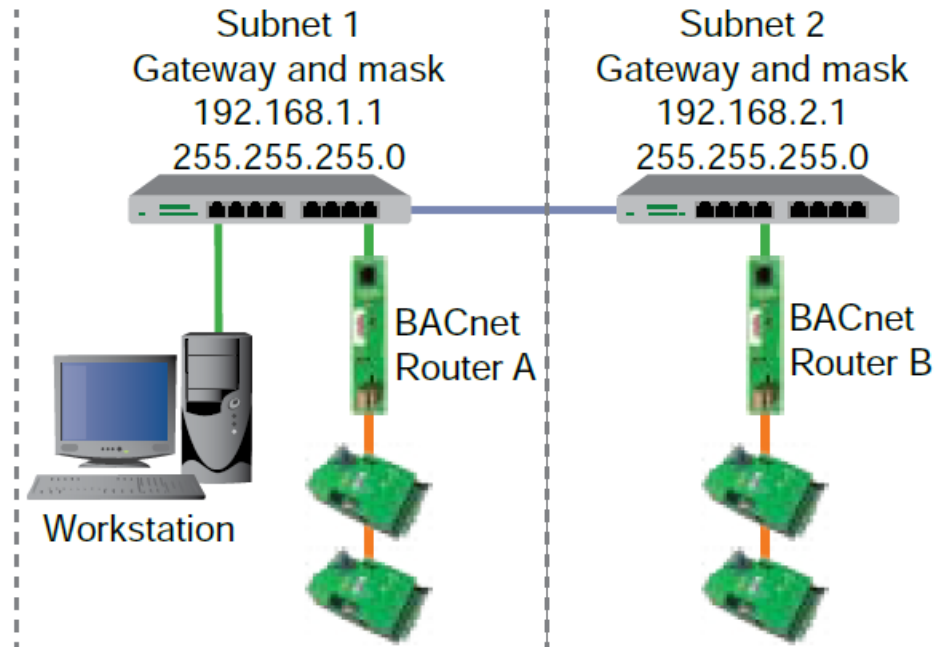 Subnet 1
Gateway and mask
192.168.1.1
255.255.255.0
Subnet 2
Gateway and mask
192.168.2.1
255.255.255.0
BACnet
Router A
BACnet
Router B
Workstation